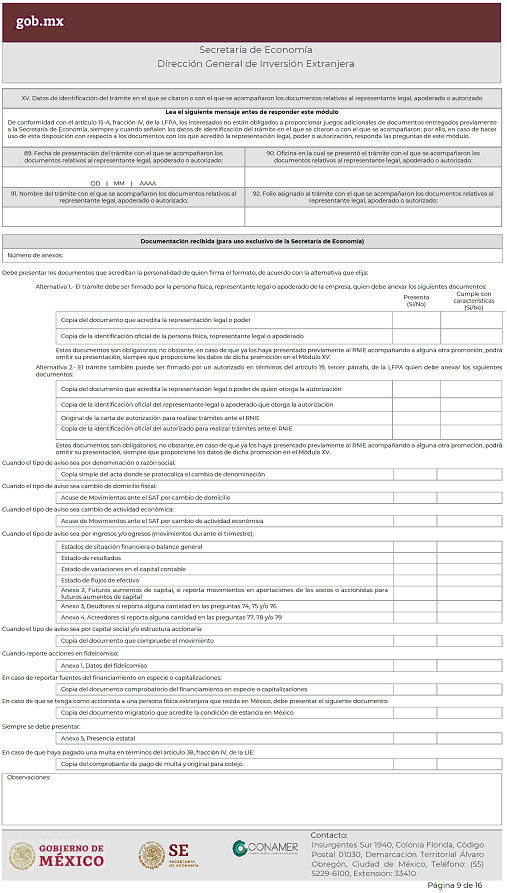 gob.mx
Secretaría de Economía
Dirección General de Inversión Extranjera
XV. Datos de identificación del trámite en el que se citaron o con el que se acompañaron los documentos relativos al representante legal, apoderado o autorizado
Lea el siguiente mensaje antes de responder este módulo
De conformidad con el artículo 15-A, fracción IV, de la LFPA, los interesados no están obligados a proporcionar juegos adicionales de documentos entregados previamente
a la Secretaría de Economía, siempre y cuando señalen los datos de identificación del trámite en el que se citaron o con el que se acompañaron; por ello, en caso de hacer
uso de esta disposición con respecto a los documentos con los que acreditó la representación legal, poder o autorización, responda las preguntas de este módulo.
89. Fecha de presentación del trámite con el que se acompañaron los
documentos relativos al representante legal, apoderado o autorizado:
90. Oficina en la cual se presentó el trámite con el que se acompañaron los documentos
relativos al representante legal, apoderado o autorizado:
DD | MM | AAAA
91. Nombre del trámite con el que se acompañaron los documentos relativos al
representante legal, apoderado o autorizado:
92. Folio asignado al trámite con el que se acompañaron los documentos relativos al
representante legal, apoderado o autorizado:
Documentación recibida (para uso exclusivo de la Secretaría de Economía)
Número de anexos:
Debe presentar los documentos que acreditan la personalidad de quien firma el formato, de acuerdo con la alternativa que elija:
Alternativa 1.- El trámite debe ser firmado por la persona física, representante legal o apoderado de la empresa, quien debe anexar los siguientes documentos:
Presenta
(Sí/No)
Cumple con
características
(Sí/No)
Copia del documento que acredita la representación legal o poder
Copia de la identificación oficial de la persona física, representante legal o apoderado
Estos documentos son obligatorios; no obstante, en caso de que ya los haya presentado previamente al RNIE acompañando a alguna otra promoción, podrá
omitir su presentación, siempre que proporcione los datos de dicha promoción en el Módulo XV.
Alternativa 2.- El trámite también puede ser firmado por un autorizado en términos del artículo 19, tercer párrafo, de la LFPA quien debe anexar los siguientes
documentos:
Copia del documento que acredita la representación legal o poder de quien otorga la autorización
Copia de la identificación oficial del representante legal o apoderado que otorga la autorización
Original de la carta de autorización para realizar trámites ante el RNIE
Copia de la identificación oficial del autorizado para realizar trámites ante el RNIE
Estos documentos son obligatorios; no obstante, en caso de que ya los haya presentado previamente al RNIE acompañando a alguna otra promoción, podrá
omitir su presentación, siempre que proporcione los datos de dicha promoción en el Módulo XV.
Cuando el tipo de aviso sea por denominación o razón social:
Copia simple del acta donde se protocoliza el cambio de denominación
Cuando el tipo de aviso sea cambio de domicilio fiscal:
Acuse de Movimientos ante el SAT por cambio de domicilio
Cuando el tipo de aviso sea cambio de actividad económica:
Acuse de Movimientos ante el SAT por cambio de actividad económica
Cuando el tipo de aviso sea por ingresos y/o egresos (movimientos durante el trimestre):
Estados de situación financiera o balance general
Estado de resultados
Estado de variaciones en el capital contable
Estado de flujos de efectivo
Anexo 2, Futuros aumentos de capital, si reporta movimientos en aportaciones de los socios o accionistas para
futuros aumentos de capital
Anexo 3, Deudores si reporta alguna cantidad en las preguntas 74, 75 y/o 76
Anexo 4, Acreedores si reporta alguna cantidad en las preguntas 77, 78 y/o 79
Cuando el tipo de aviso sea por capital social y/o estructura accionaria:
Copia del documento que compruebe el movimiento
Cuando reporte acciones en fideicomiso:
Anexo 1, Datos del fideicomiso
En caso de reportar fuentes del financiamiento en especie o capitalizaciones:
Copia del documento comprobatorio del financiamiento en especie o capitalizaciones
En caso de que se tenga como accionista a una persona física extranjera que resida en México, debe presentar el siguiente documento:
Copia del documento migratorio que acredite la condición de estancia en México
Siempre se debe presentar:
Anexo 5, Presencia estatal
En caso de que haya pagado una multa en términos del artículo 38, fracción IV, de la LIE:
Copia del comprobante de pago de multa y original para cotejo.
Observaciones:
GOBIERNO DE
MÉXICO
SE
SECRETARÍA
DE ECONOMÍA
CONAMER
Contacto:
Insurgentes Sur 1940, Colonia Florida, Código
Postal 01030, Demarcación Territorial Álvaro
Obregón, Ciudad de México, Teléfono: (55)
5229-6100, Extensión: 33410
Página 9 de 16